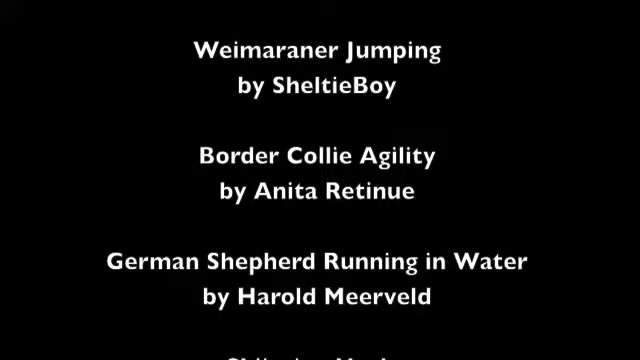 Weimaraner Jumping
by SheltieBoy
Border Collie Agility
by Anita Retinue
German Shepherd Running in Water
by Harold Meerveld